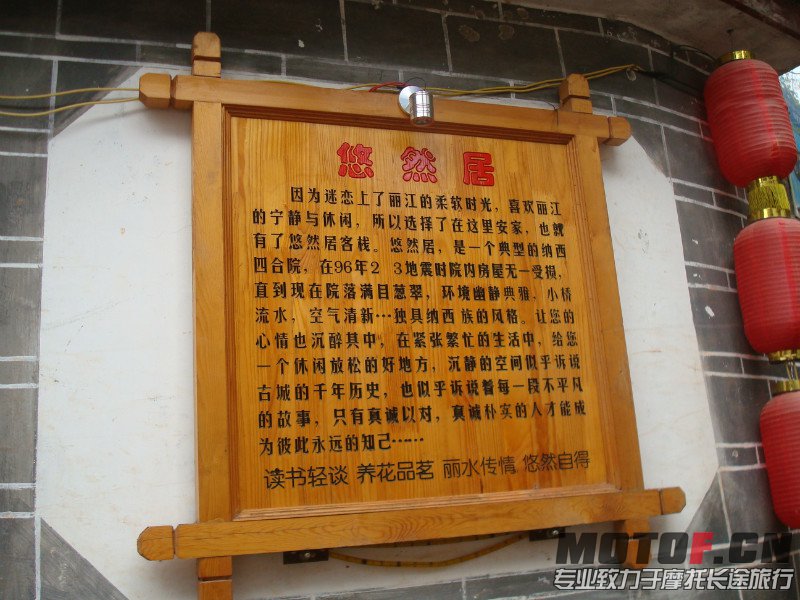 悠然居
因为迷恋上了丽江的柔软时光，喜欢丽江
的宁静与休闲，所以选择了在这里安家，也就
有了悠然居客栈。悠然居，是一个典型的纳西
四合院，在96年2 3地震时院内房屋无一受损，
直到现在院落满目葱翠，环境幽静典雅，小桥
流水，空气清新…独具纳西族的风格。让您的
心情也沉醉其中，在紧张繁忙的生活中，给您
一个休闲放松的好地方，沉静的空间似乎诉说
古城的千年历史，也似乎诉说着每一段不平凡
的故事，只有真诚以对，真诚朴实的人才能成
为彼此永远的知己……
读书轻谈 养花品茗 丽水传情 悠然自得
MOTOF.CN
专业致力于摩托长途旅行